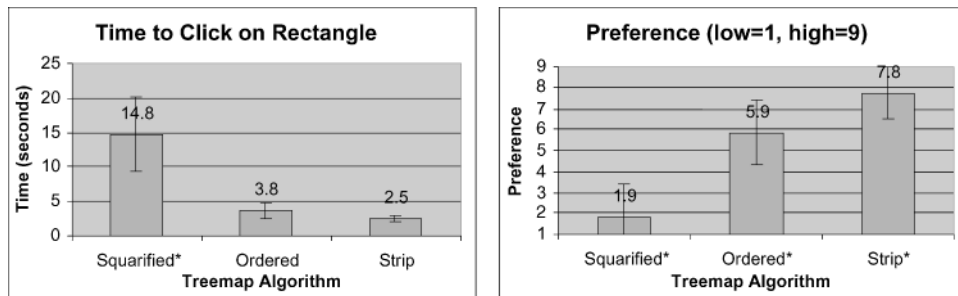 Time to Click on Rectangle
Time (seconds)
25
20
15
10
5
0
14.8
3.8
2.5
Squarified*
Ordered
Strip
Treemap Algorithm
Preference (low=1, high=9)
Preference
9
8
7
6
5
4
3
2
1
1.9
5.9
7.8
Squarified*
Ordered*
Strip*
Treemap Algorithm